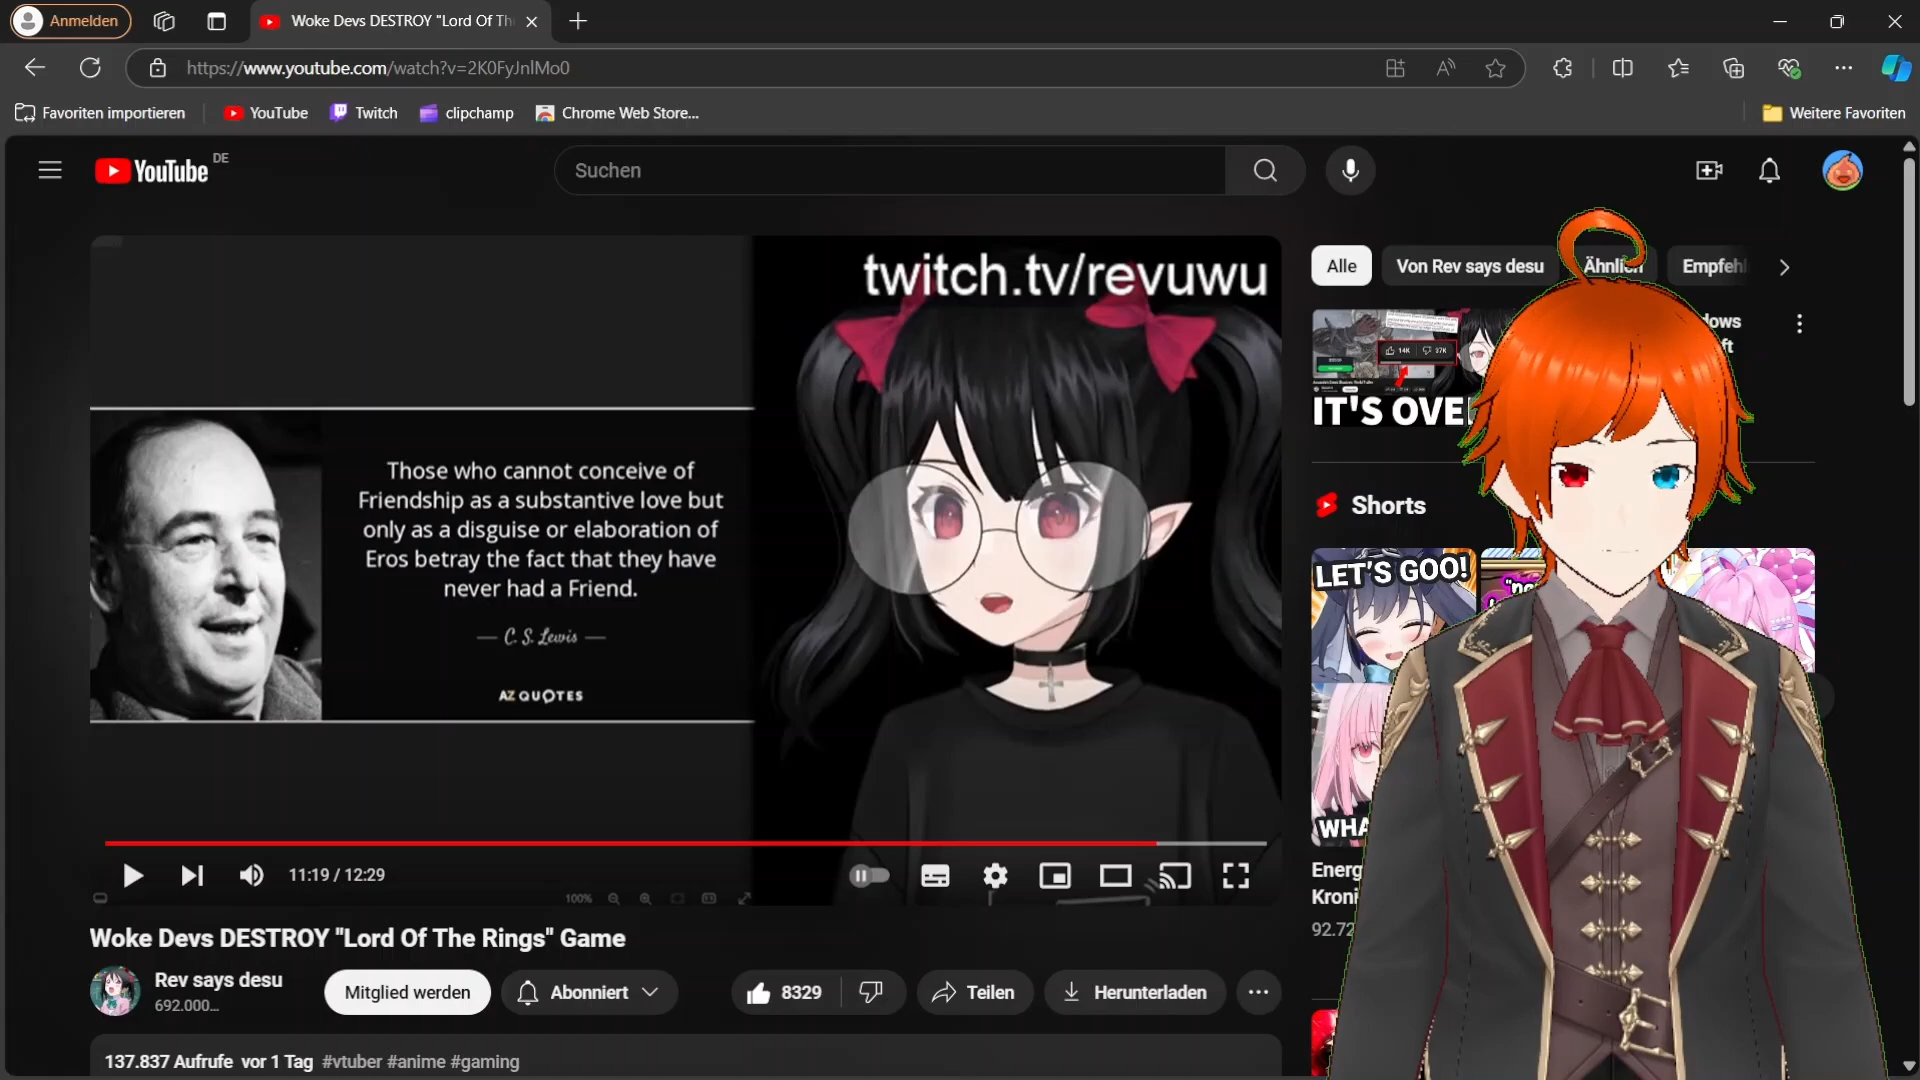 Anmelden
Woke Devs DESTROY "Lord Of Th
https://www.youtube.com/watch?v=2K0FyJnlMo0
Favoriten importieren
YouTube
Twitch
clipchamp
Chrome Web Store...
Weitere Favoriten
YouTube
DE
Suchen
Alle
Von Rev says desu
Ähnlich
Empfehl
twitch.tv/revuwu
Those who cannot conceive of
Friendship as a substantive love but
only as a disguise or elaboration of
Eros betray the fact that they have
never had a Friend.
— C. S. Lewis —
AZ QUOTES
14K
37K
IT'S OVE
Shorts
LET'S GOO!
WHA
Energ
Kroni
92.72
11:19 / 12:29
100%
Woke Devs DESTROY "Lord Of The Rings" Game
Rev says desu
692.000...
Mitglied werden
Abonniert
8329
Teilen
Herunterladen
137.837 Aufrufe vor 1 Tag #vtuber #anime #gaming